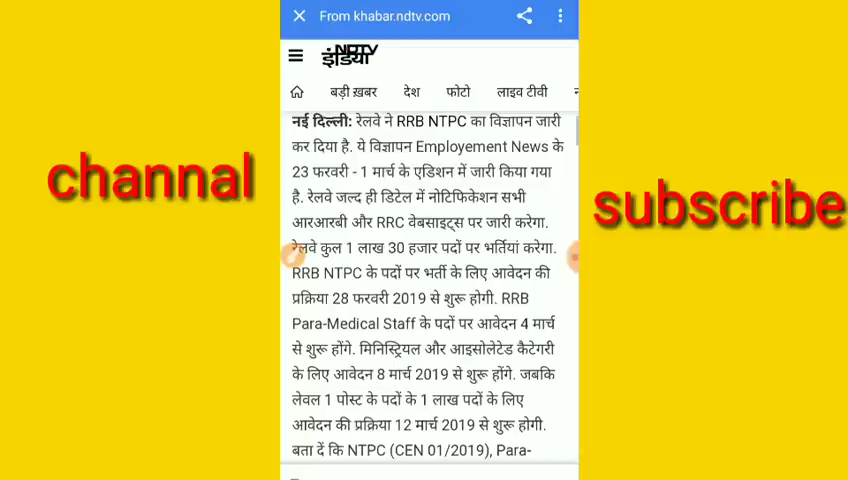 From khabar.ndtv.com
NDTV
इंडिया
बड़ी ख़बर देश फोटो लाइव टीवी
नई दिल्ली: रेलवे ने RRB NTPC का विज्ञापन जारी
कर दिया है. ये विज्ञापन Employement News के
23 फरवरी - 1 मार्च के एडिशन में जारी किया गया
है. रेलवे जल्द ही डिटेल में नोटिफिकेशन सभी
आरआरबी और RRC वेबसाइट्स पर जारी करेगा.
रेलवे कुल 1 लाख 30 हजार पदों पर भर्तियां करेगा.
RRB NTPC के पदों पर भर्ती के लिए आवेदन की
प्रक्रिया 28 फरवरी 2019 से शुरू होगी. RRB
Para-Medical Staff के पदों पर आवेदन 4 मार्च
से शुरू होंगे. मिनिस्ट्रियल और आइसोलेटेड कैटेगरी
के लिए आवेदन 8 मार्च 2019 से शुरू होंगे. जबकि
लेवल 1 पोस्ट के पदों के 1 लाख पदों के लिए
आवेदन की प्रक्रिया 12 मार्च 2019 से शुरू होगी.
बता दें कि NTPC (CEN 01/2019), Para-
channal
subscribe